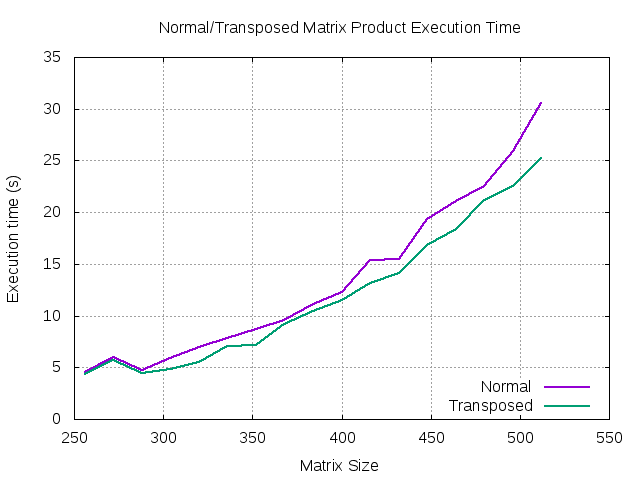 Normal/Transposed Matrix Product Execution Time
35
30
25
20
15
10
5
0
Execution time (s)
Normal
Transposed
250 300 350 400 450 500 550
Matrix Size